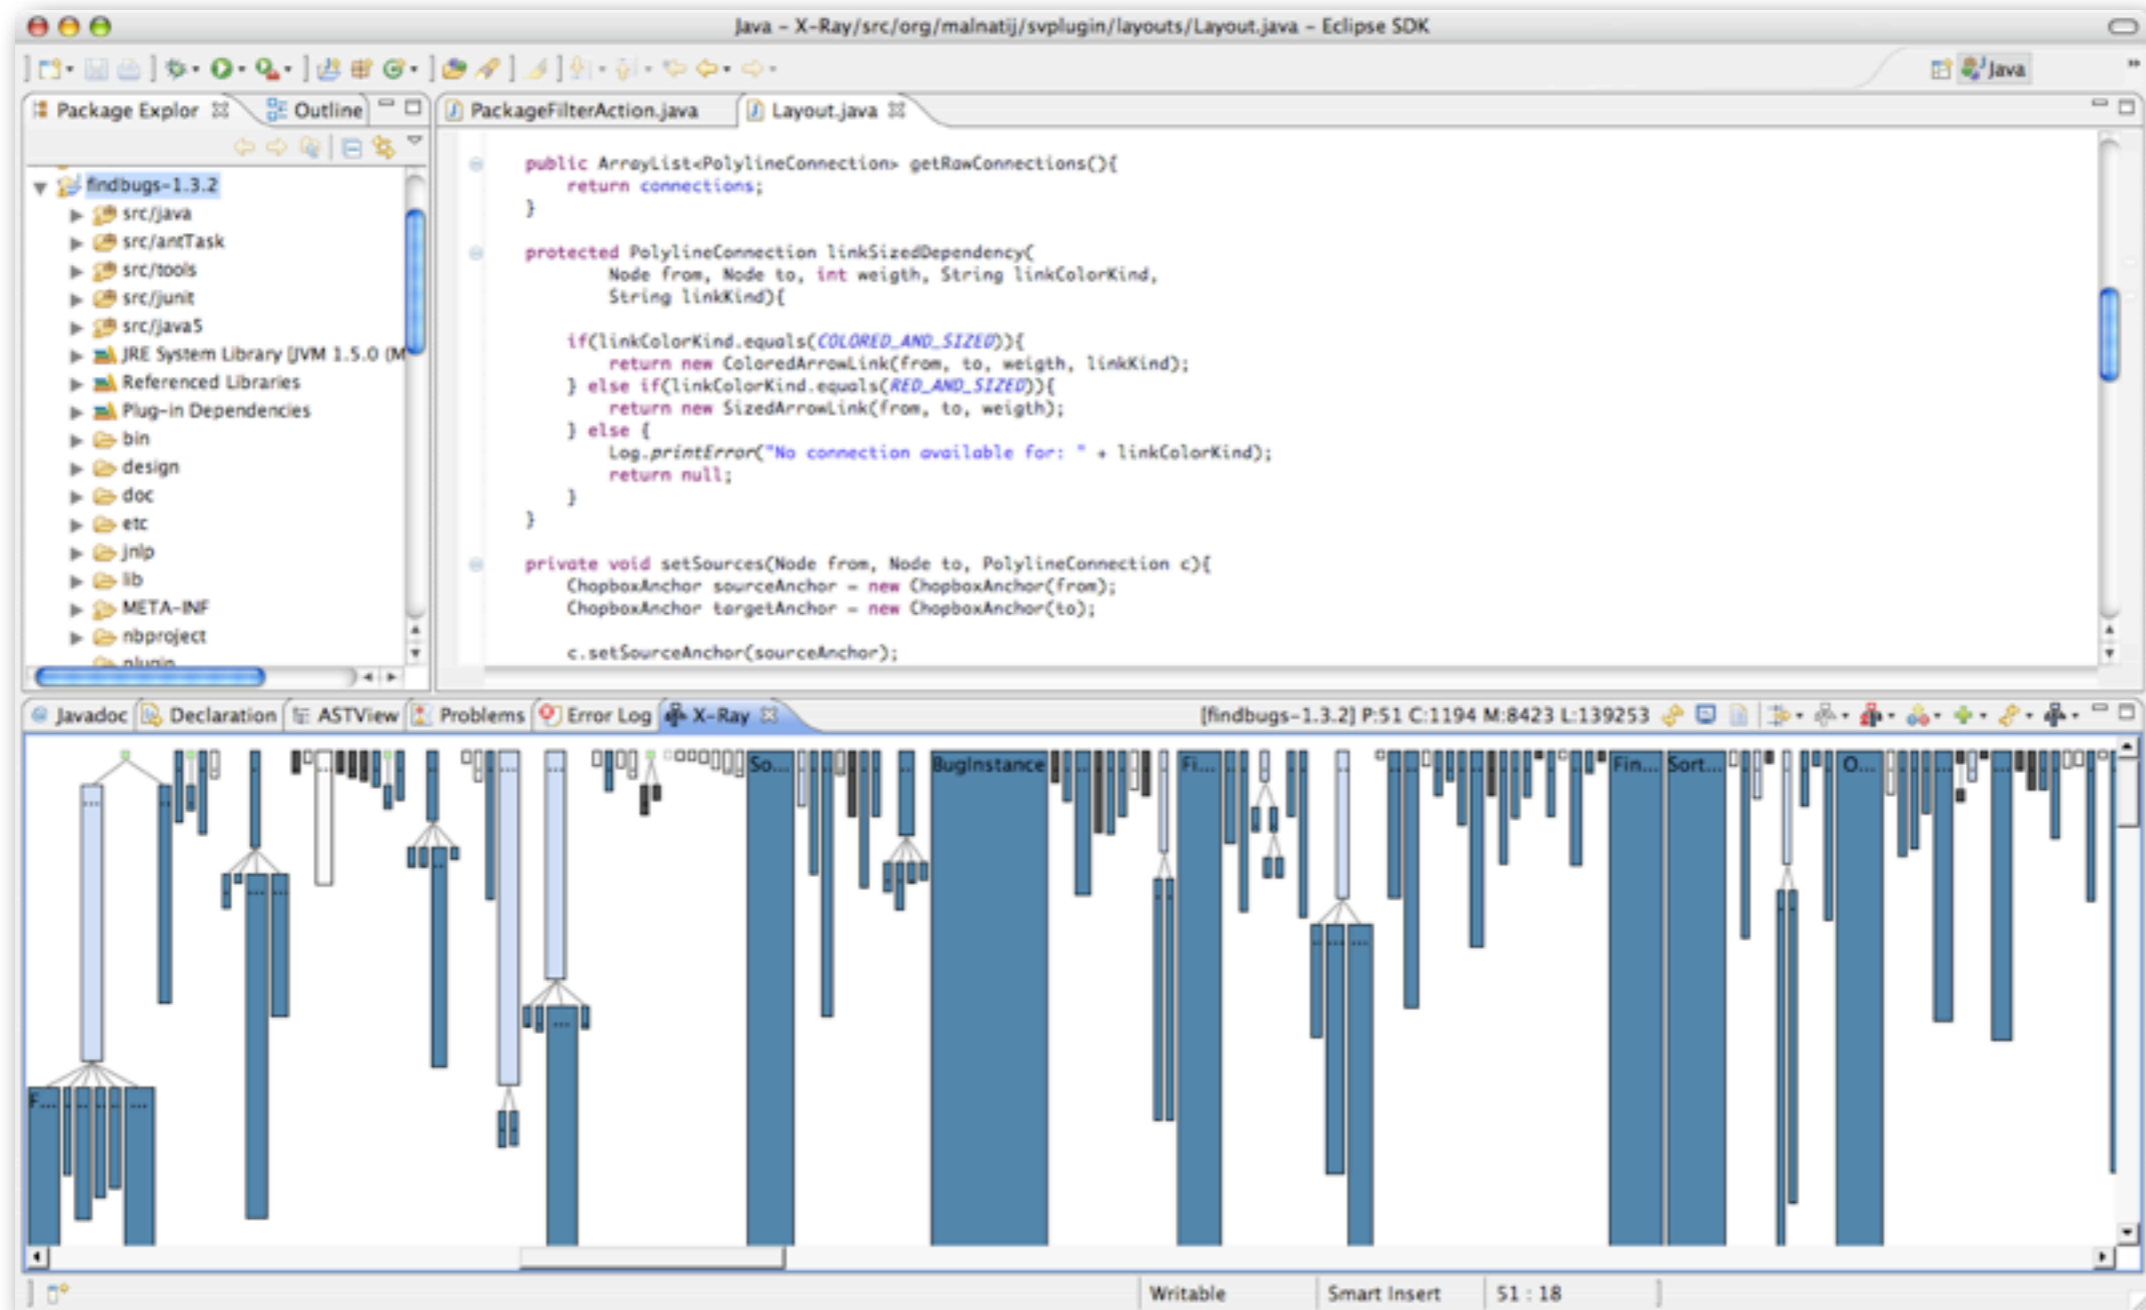 Java – X-Ray/src/org/malnatij/svplugin/layouts/Layout.java – Eclipse SDK
Java
Package Explor
Outline
findbugs-1.3.2
src/java
src/antTask
src/tools
src/junit
src/java5
JRE System Library [JVM 1.5.0 (M
Referenced Libraries
Plug-in Dependencies
bin
design
doc
etc
jnlp
lib
META-INF
nbproject
plugin
PackageFilterAction.java
Layout.java
public ArrayList<PolylineConnection> getRawConnections(){
return connections;
}
protected PolylineConnection linkSizedDependency(
Node from, Node to, int weigth, String linkColorKind,
String linkKind){
if(linkColorKind.equals(COLORED_AND_SIZED)){
return new ColoredArrowLink(from, to, weigth, linkKind);
} else if(linkColorKind.equals(RED_AND_SIZED)){
return new SizedArrowLink(from, to, weigth);
} else {
Log.printError("No connection available for: " + linkColorKind);
return null;
}
}
private void setSources(Node from, Node to, PolylineConnection c){
ChopboxAnchor sourceAnchor = new ChopboxAnchor(from);
ChopboxAnchor targetAnchor = new ChopboxAnchor(to);
c.setSourceAnchor(sourceAnchor);
Javadoc
Declaration
ASTView
Problems
Error Log
X-Ray
[findbugs-1.3.2] P:51 C:1194 M:8423 L:139253
So...
BugInstance
Fi...
Fin...
Sort...
O...
F...
Writable
Smart Insert
51 : 18